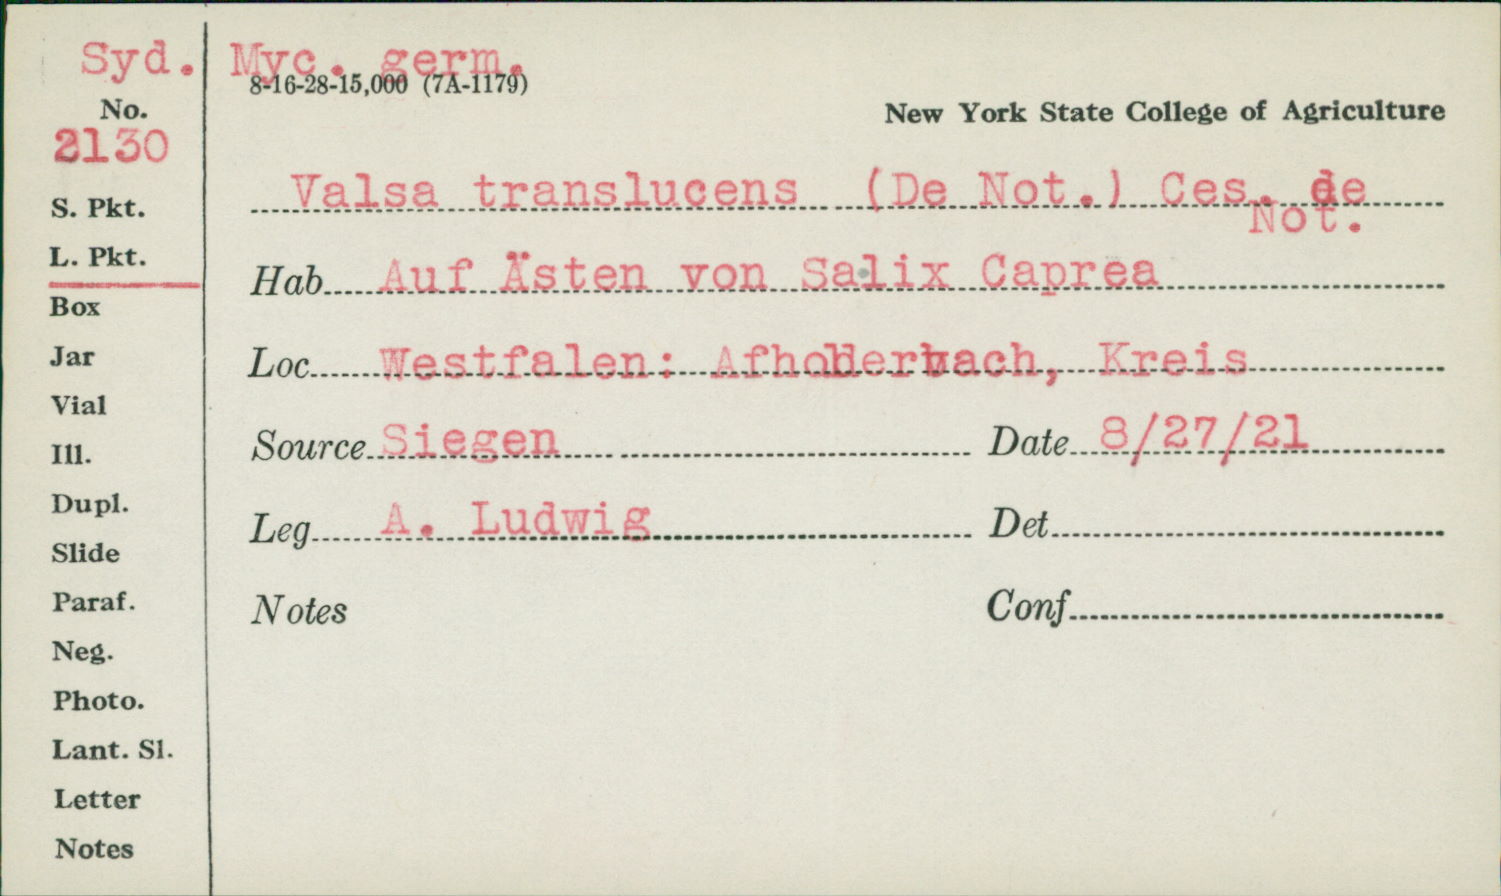 Syd. Myc. germ.
8-16-28-15,000 (7A-1179)
No.
New York State College of Agriculture
2130
Valsa translucens (De Not.) Ces. de
Not.
S. Pkt.
L. Pkt.
Hab Auf Ästen von Salix Caprea
Box
Jar
Loc Westfalen: Afholderbach, Kreis
Vial
Ill.
Source Siegen Date 8/27/21
Dupl.
Leg A. Ludwig Det
Slide
Paraf.
Notes Conf
Neg.
Photo.
Lant. Sl.
Letter
Notes